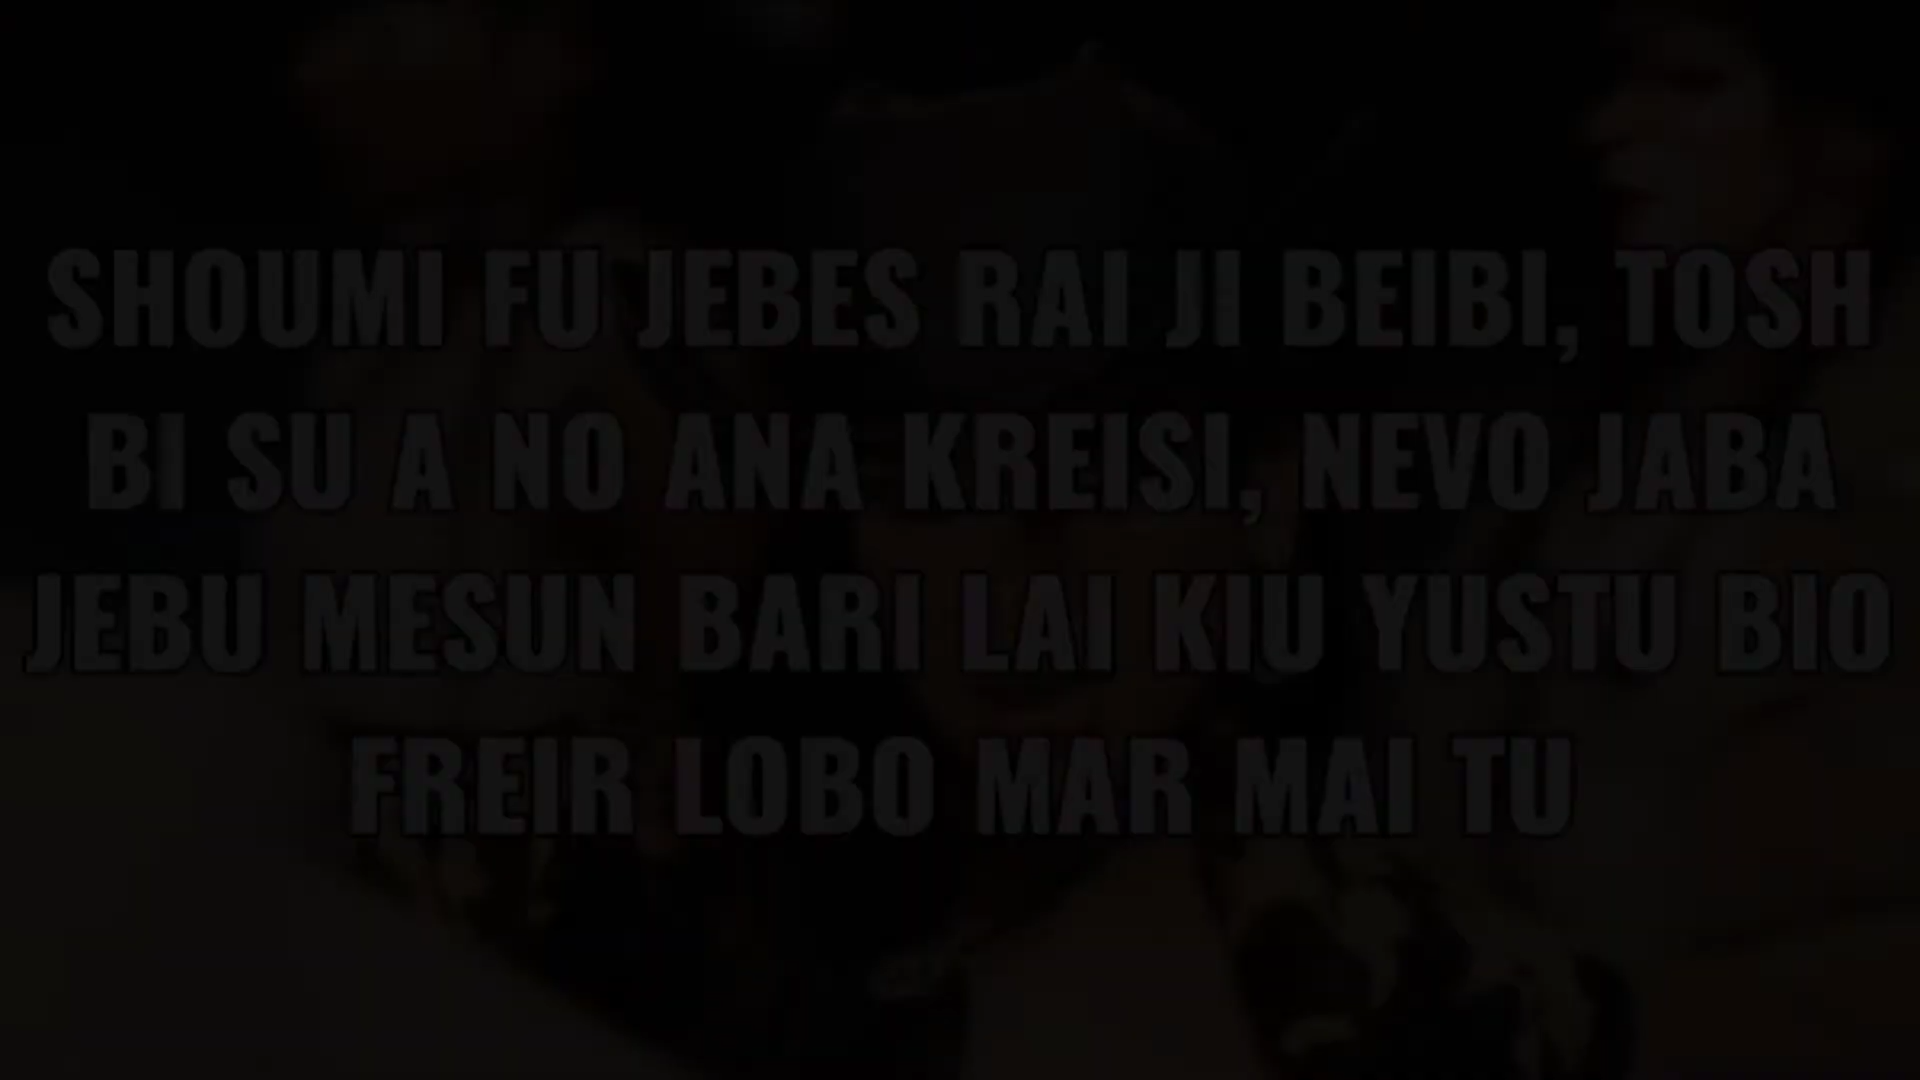 SHOUMI FU JEBES RAI JI BEIBI, TOSH
BI SU A NO ANA KREISI, NEVO JABA
JEBU MESUN BARI LAI KIU YUSTU BIO
FREIR LOBO MAR MAI TU